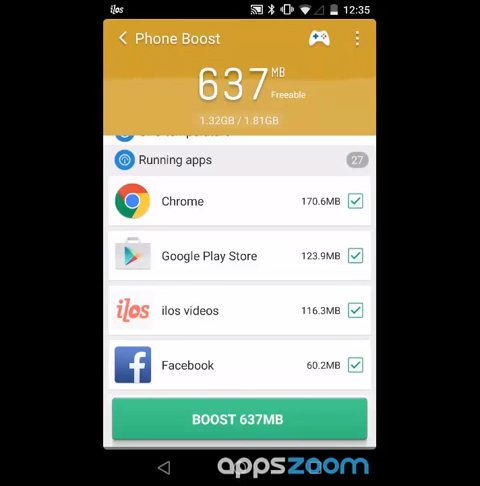 ilos 12:35
Phone Boost
637 MB
Freeable
1.32GB / 1.81GB
Running apps 27
Chrome 170.6MB
Google Play Store 123.9MB
ilos ilos videos 116.3MB
Facebook 60.2MB
BOOST 637MB
appszoom